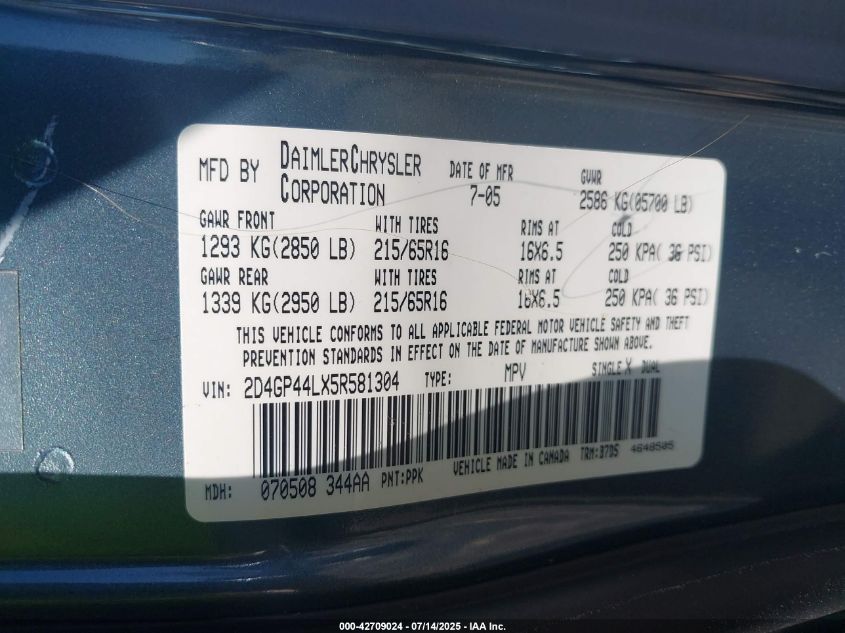 MFD BY DAIMLERCHRYSLER CORPORATION DATE OF MFR 7-05 GVWR 2586 KG(05700 LB)
GAWR FRONT WITH TIRES RIMS AT COLD
1293 KG(2850 LB) 215/65R16 16X6.5 250 KPA( 36 PSI)
GAWR REAR WITH TIRES RIMS AT COLD
1339 KG(2950 LB) 215/65R16 16X6.5 250 KPA( 36 PSI)
THIS VEHICLE CONFORMS TO ALL APPLICABLE FEDERAL MOTOR VEHICLE SAFETY AND THEFT
PREVENTION STANDARDS IN EFFECT ON THE DATE OF MANUFACTURE SHOWN ABOVE.
VIN: 2D4GP44LX5R581304 TYPE: MPV SINGLE X DUAL
MDH: 070508 344AA PNT:PPK VEHICLE MADE IN CANADA TRM:B7D5 4648505
000-42709024 - 07/14/2025 - IAA Inc.